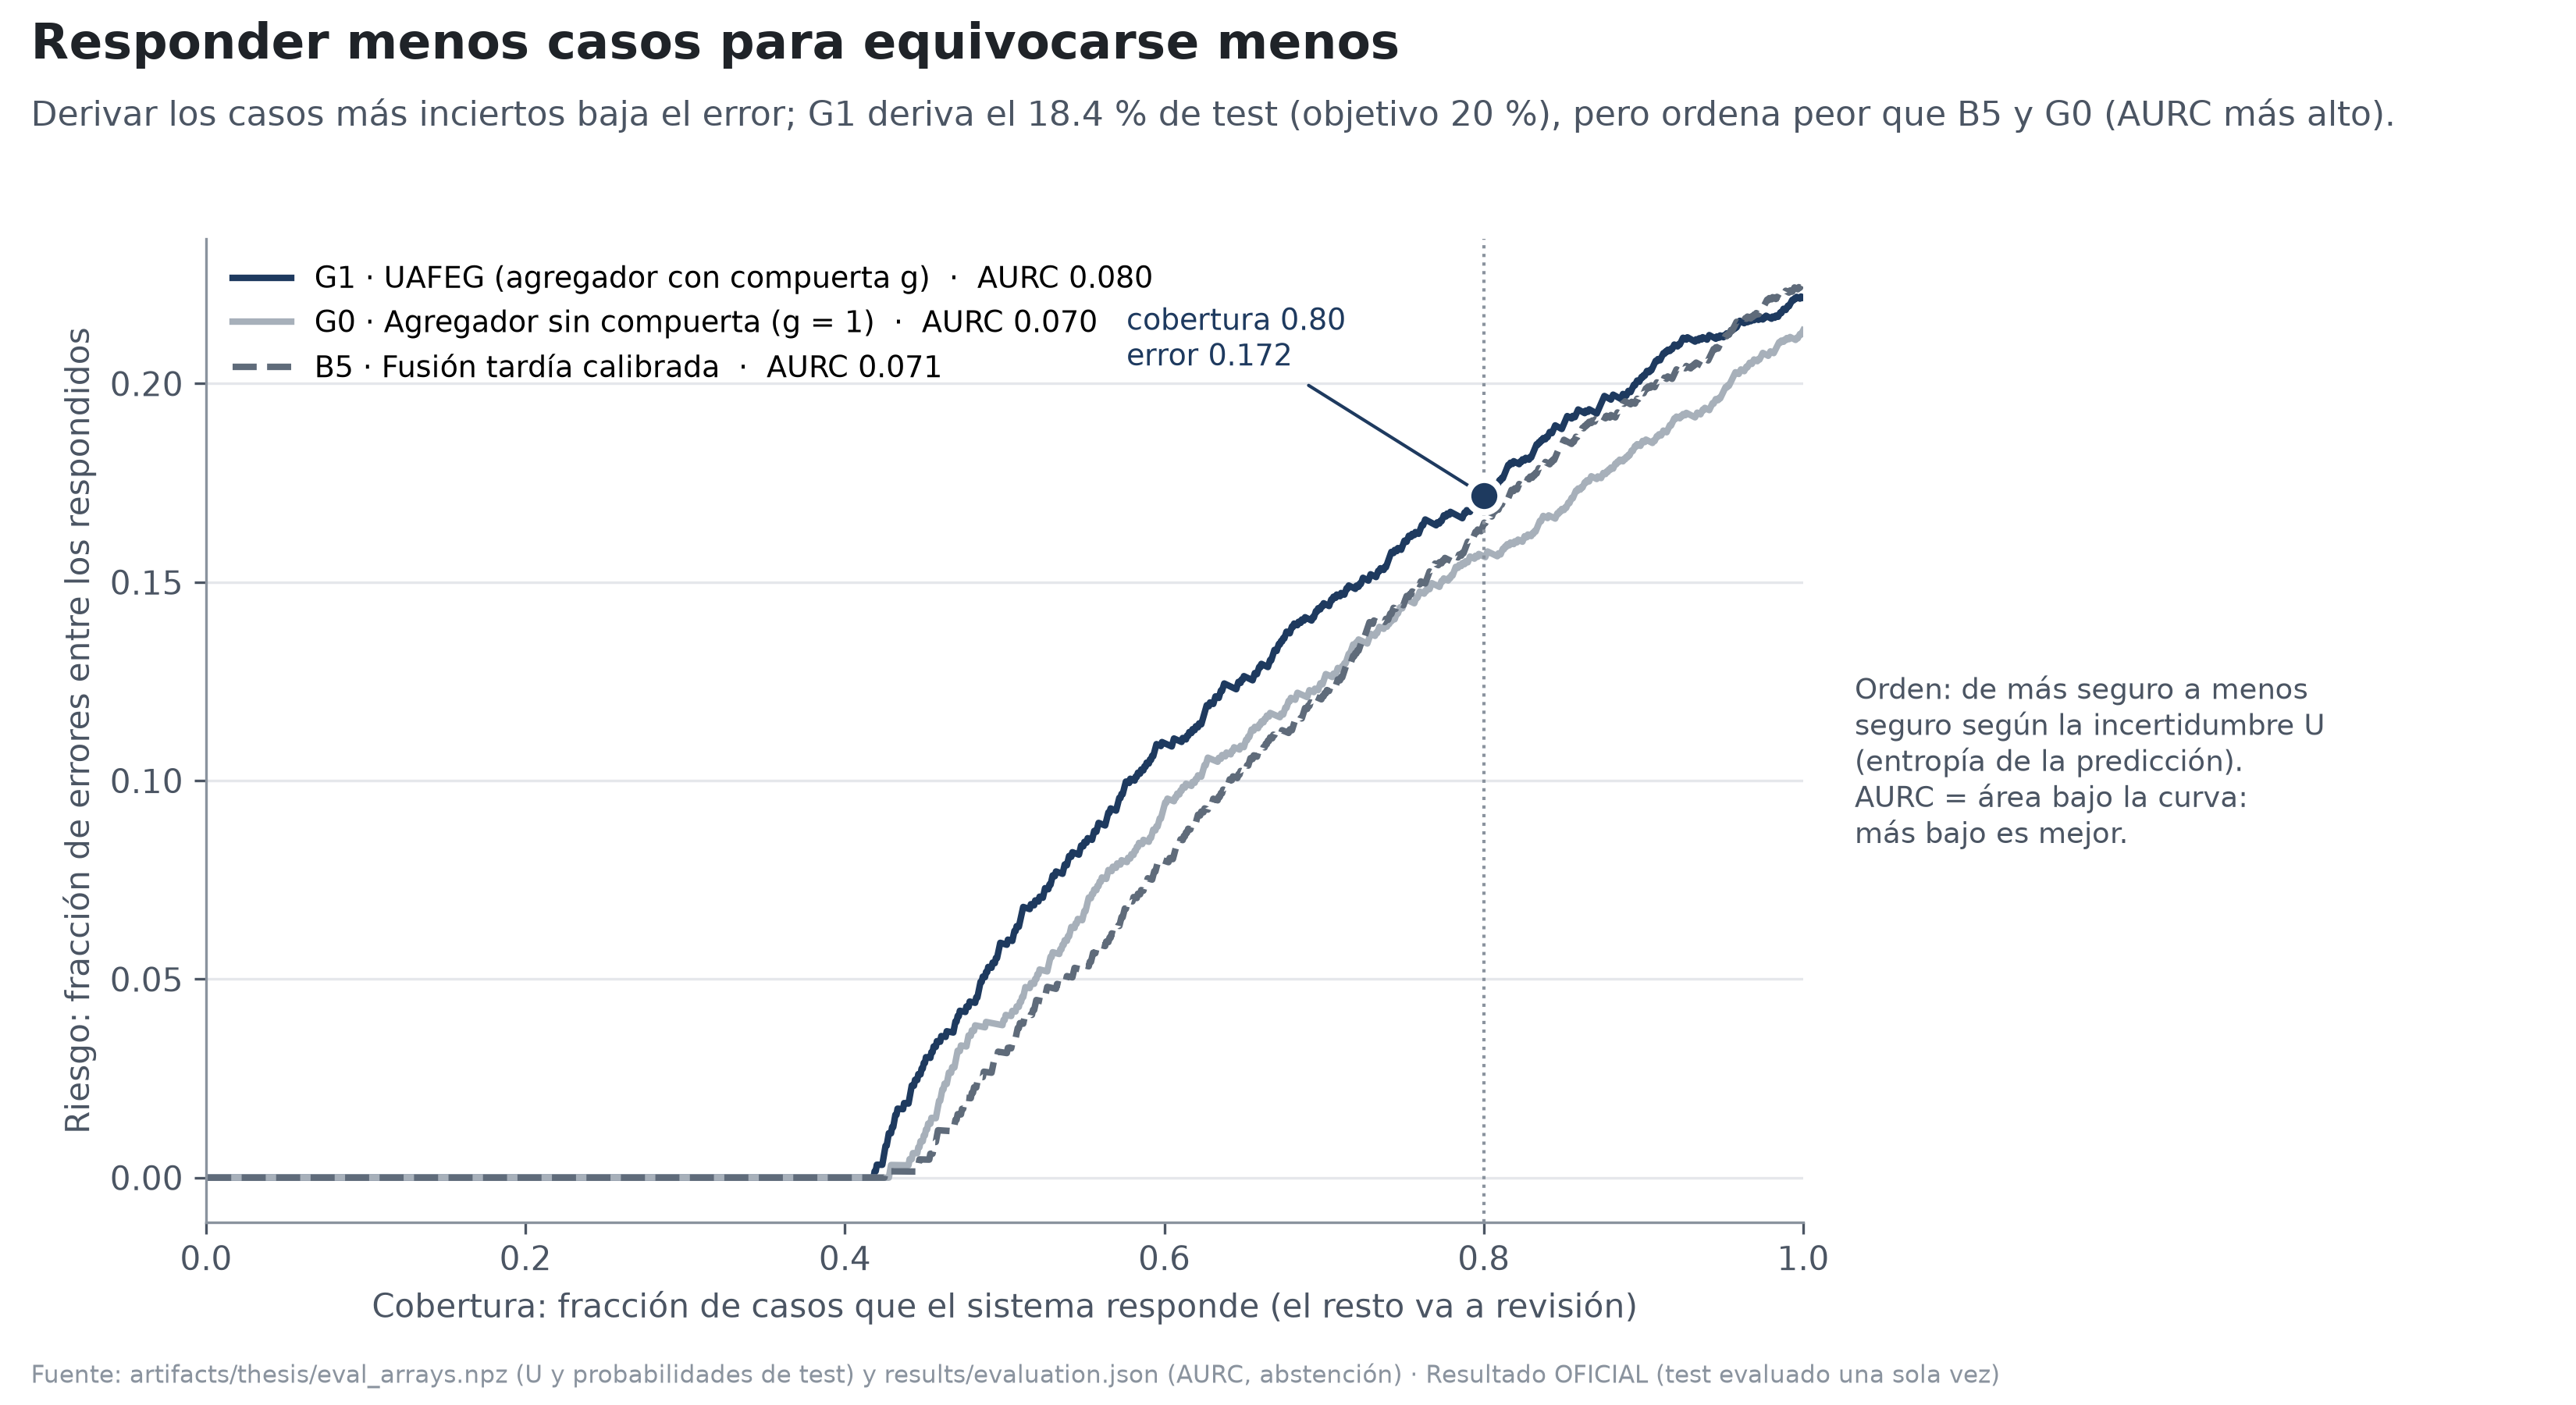 Responder menos casos para equivocarse menos
Derivar los casos más inciertos baja el error; G1 deriva el 18.4 % de test (objetivo 20 %), pero ordena peor que B5 y G0 (AURC más alto).
G1 · UAFEG (agregador con compuerta g) · AURC 0.080
G0 · Agregador sin compuerta (g = 1) · AURC 0.070
B5 · Fusión tardía calibrada · AURC 0.071
cobertura 0.80
error 0.172
Riesgo: fracción de errores entre los respondidos
0.20
0.15
0.10
0.05
0.00
Orden: de más seguro a menos
seguro según la incertidumbre U
(entropía de la predicción).
AURC = área bajo la curva:
más bajo es mejor.
0.0 0.2 0.4 0.6 0.8 1.0
Cobertura: fracción de casos que el sistema responde (el resto va a revisión)
Fuente: artifacts/thesis/eval_arrays.npz (U y probabilidades de test) y results/evaluation.json (AURC, abstención) · Resultado OFICIAL (test evaluado una sola vez)